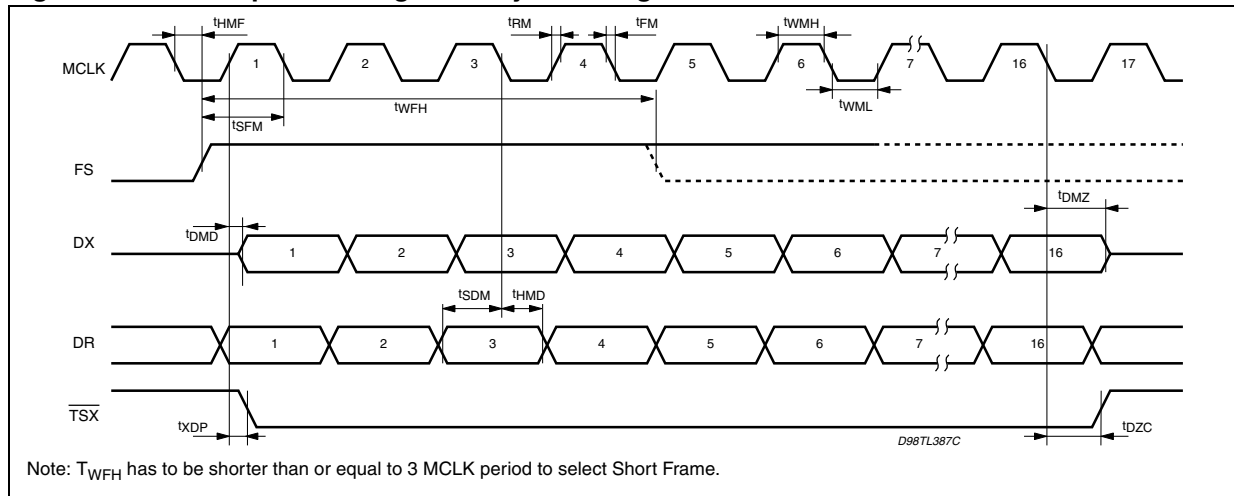 tHMF tRM tFM tWMH
MCLK 1 2 3 4 5 6 7 16 17
tWFH tWML
tSFM
FS
tDMZ
tDMD
DX 1 2 3 4 5 6 7 16
tSDM tHMD
DR 1 2 3 4 5 6 7 16
TSX
tXDP D98TL387C tDZC
Note: TWFH has to be shorter than or equal to 3 MCLK period to select Short Frame.